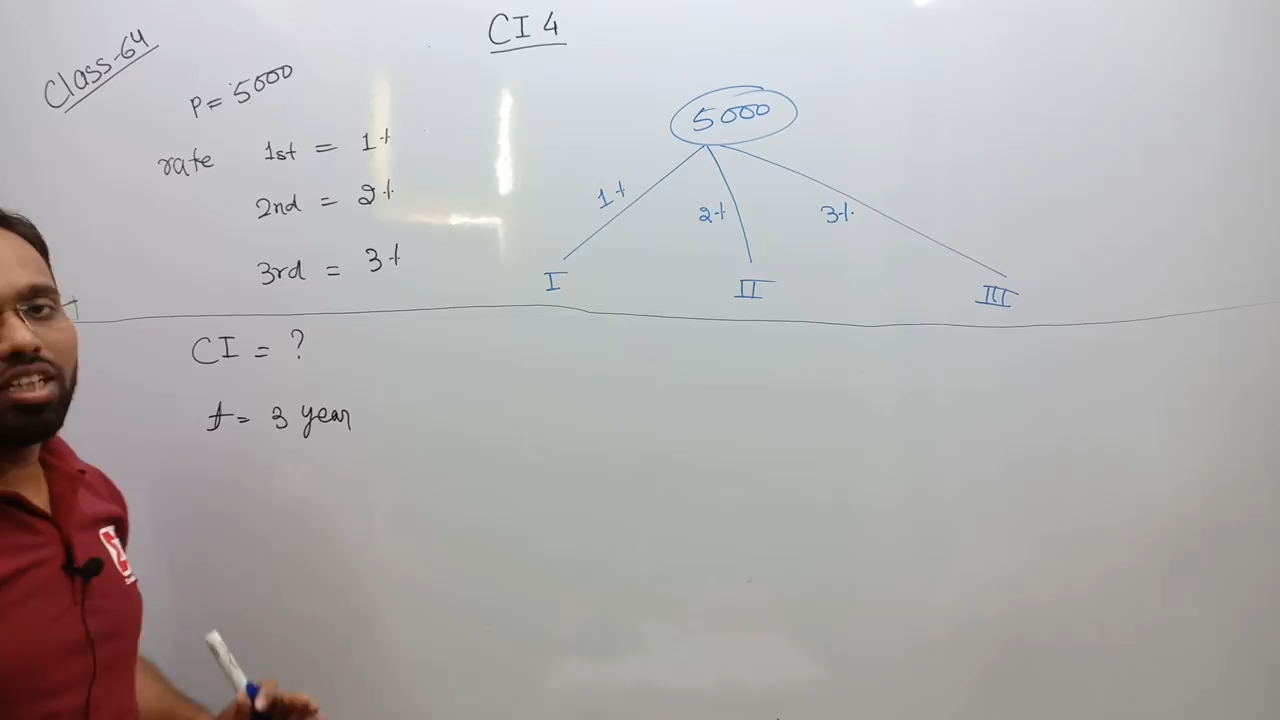 CI 4
Class-64
P = 5000
rate 1st = 1%
2nd = 2%
3rd = 3%
5000
1% 2% 3%
I II III
CI = ?
t = 3 year